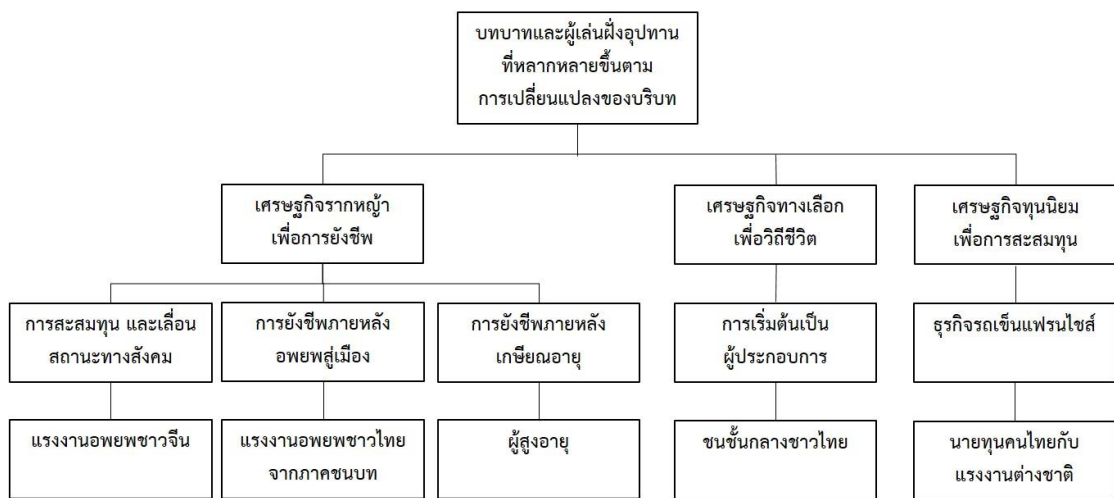 บทบาทและผู้เล่นฝั่งอุปทาน
ที่หลากหลายขึ้นตาม
การเปลี่ยนแปลงของบริบท
เศรษฐกิจรากหญ้า
เพื่อการยังชีพ
เศรษฐกิจทางเลือก
เพื่อวิถีชีวิต
เศรษฐกิจทุนนิยม
เพื่อการสะสมทุน
การสะสมทุน และเลื่อน
สถานะทางสังคม
การยังชีพภายหลัง
อพยพสู่เมือง
การยังชีพภายหลัง
เกษียณอายุ
การเริ่มต้นเป็น
ผู้ประกอบการ
ธุรกิจรถเข็นแฟรนไชส์
แรงงานอพยพชาวจีน
แรงงานอพยพชาวไทย
จากภาคชนบท
ผู้สูงอายุ
ชนชั้นกลางชาวไทย
นายทุนคนไทยกับ
แรงงานต่างชาติ